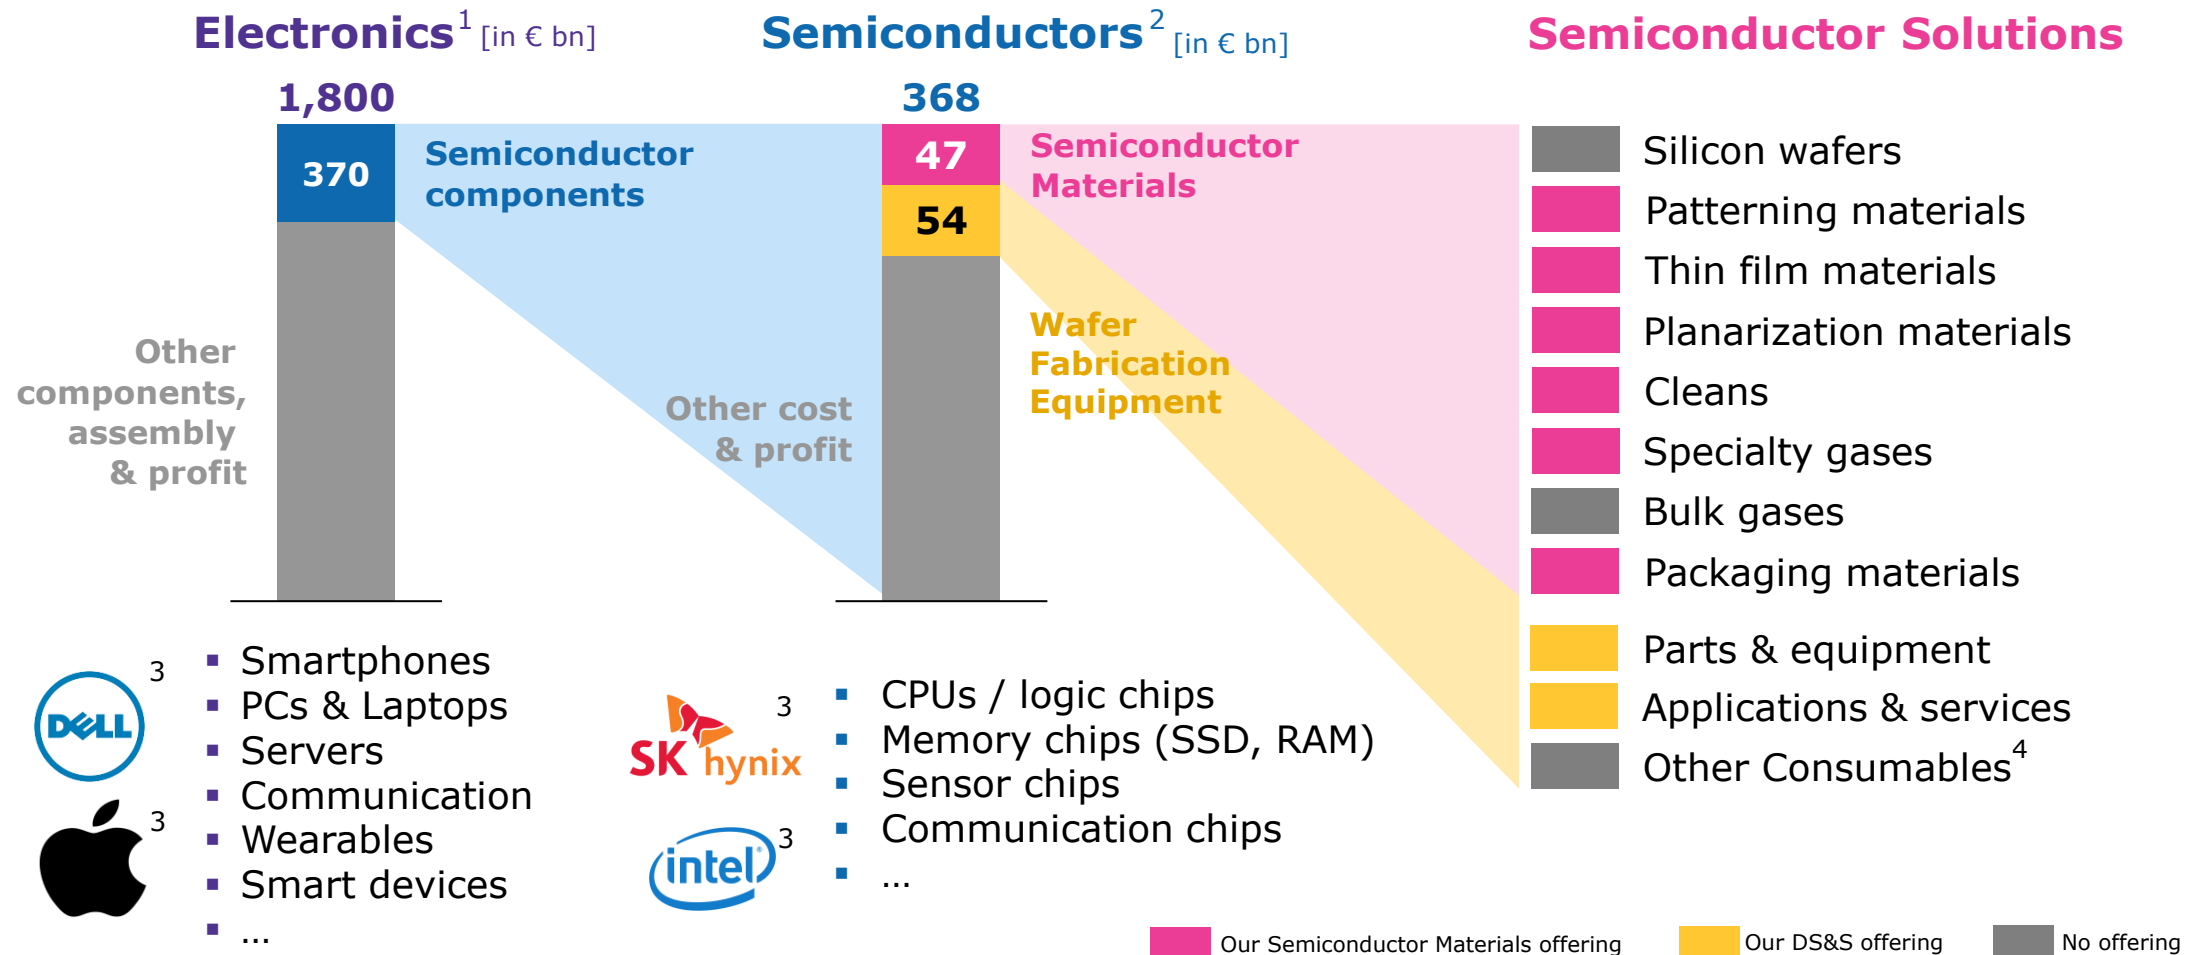 Electronics1 [in € bn]
1,800
370
Semiconductor
components
Other
components,
assembly
& profit
DELL
3
3
▪ Smartphones
▪ PCs & Laptops
▪ Servers
▪ Communication
▪ Wearables
▪ Smart devices
▪ ...
Semiconductors2 [in € bn]
368
47
54
Semiconductor
Materials
Wafer
Fabrication
Equipment
Other cost
& profit
SK hynix
3
intel
3
▪ CPUs / logic chips
▪ Memory chips (SSD, RAM)
▪ Sensor chips
▪ Communication chips
▪ ...
Semiconductor Solutions
Silicon wafers
Patterning materials
Thin film materials
Planarization materials
Cleans
Specialty gases
Bulk gases
Packaging materials
Parts & equipment
Applications & services
Other Consumables4
Our Semiconductor Materials offering
Our DS&S offering
No offering